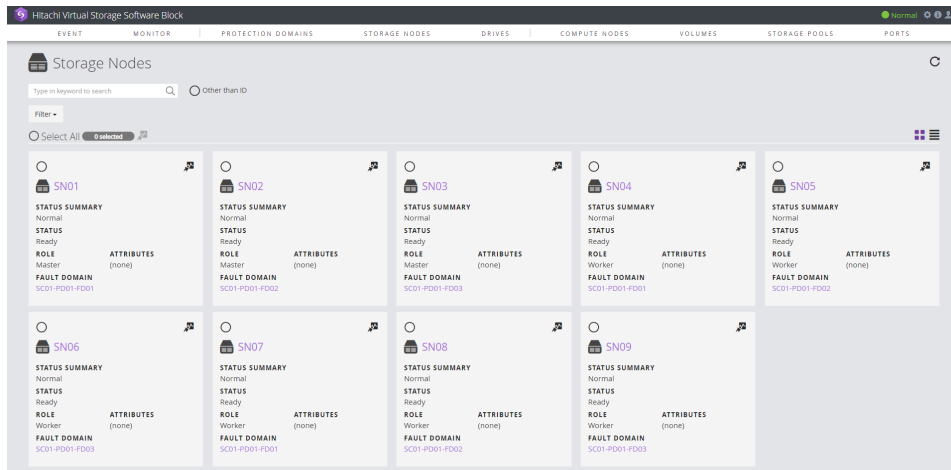 Hitachi Virtual Storage Software Block
Normal
EVENT MONITOR PROTECTION DOMAINS STORAGE NODES DRIVES COMPUTE NODES VOLUMES STORAGE POOLS PORTS
Storage Nodes
Type in keyword to search
Other than ID
Filter
Select All 0 selected
SN01 SN02 SN03 SN04 SN05
STATUS SUMMARY STATUS SUMMARY STATUS SUMMARY STATUS SUMMARY STATUS SUMMARY
Normal Normal Normal Normal Normal
STATUS STATUS STATUS STATUS STATUS
Ready Ready Ready Ready Ready
ROLE ATTRIBUTES ROLE ATTRIBUTES ROLE ATTRIBUTES ROLE ATTRIBUTES ROLE ATTRIBUTES
Master (none) Master (none) Master (none) Worker (none) Worker (none)
FAULT DOMAIN FAULT DOMAIN FAULT DOMAIN FAULT DOMAIN FAULT DOMAIN
SC01-PD01-FD01 SC01-PD01-FD02 SC01-PD01-FD03 SC01-PD01-FD01 SC01-PD01-FD02
SN06 SN07 SN08 SN09
STATUS SUMMARY STATUS SUMMARY STATUS SUMMARY STATUS SUMMARY
Normal Normal Normal Normal
STATUS STATUS STATUS STATUS
Ready Ready Ready Ready
ROLE ATTRIBUTES ROLE ATTRIBUTES ROLE ATTRIBUTES ROLE ATTRIBUTES
Worker (none) Worker (none) Worker (none) Worker (none)
FAULT DOMAIN FAULT DOMAIN FAULT DOMAIN FAULT DOMAIN
SC01-PD01-FD03 SC01-PD01-FD01 SC01-PD01-FD02 SC01-PD01-FD03